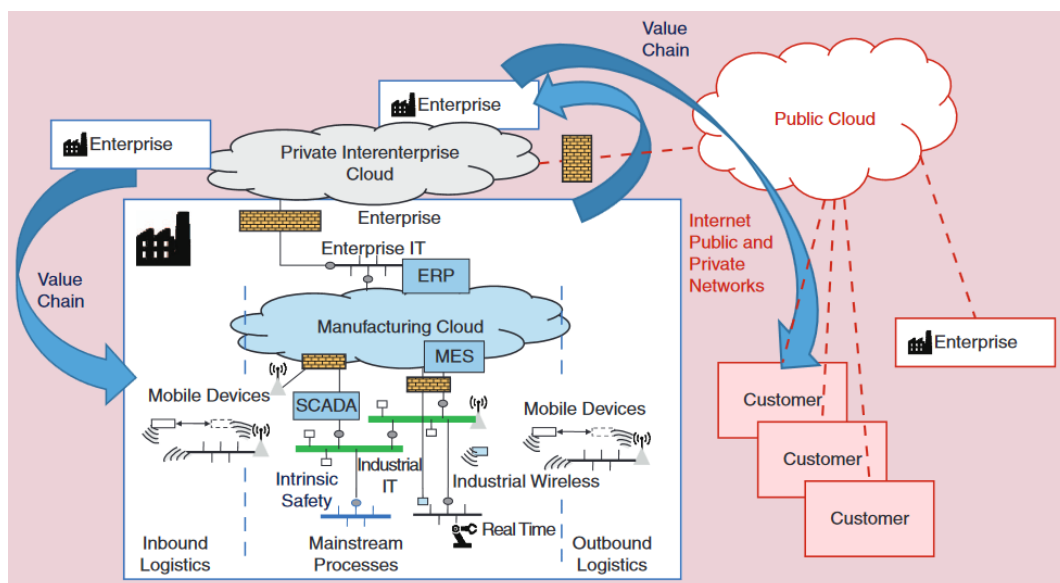 Value
Chain
Enterprise
Public Cloud
Enterprise
Private Interenterprise
Cloud
Enterprise
Enterprise IT
ERP
Internet
Public and
Private
Networks
Value
Chain
Manufacturing Cloud
MES
Enterprise
Mobile Devices
SCADA
Mobile Devices
Customer
Intrinsic
Safety
Industrial
IT
Industrial Wireless
Customer
Real Time
Customer
Inbound
Logistics
Mainstream
Processes
Outbound
Logistics